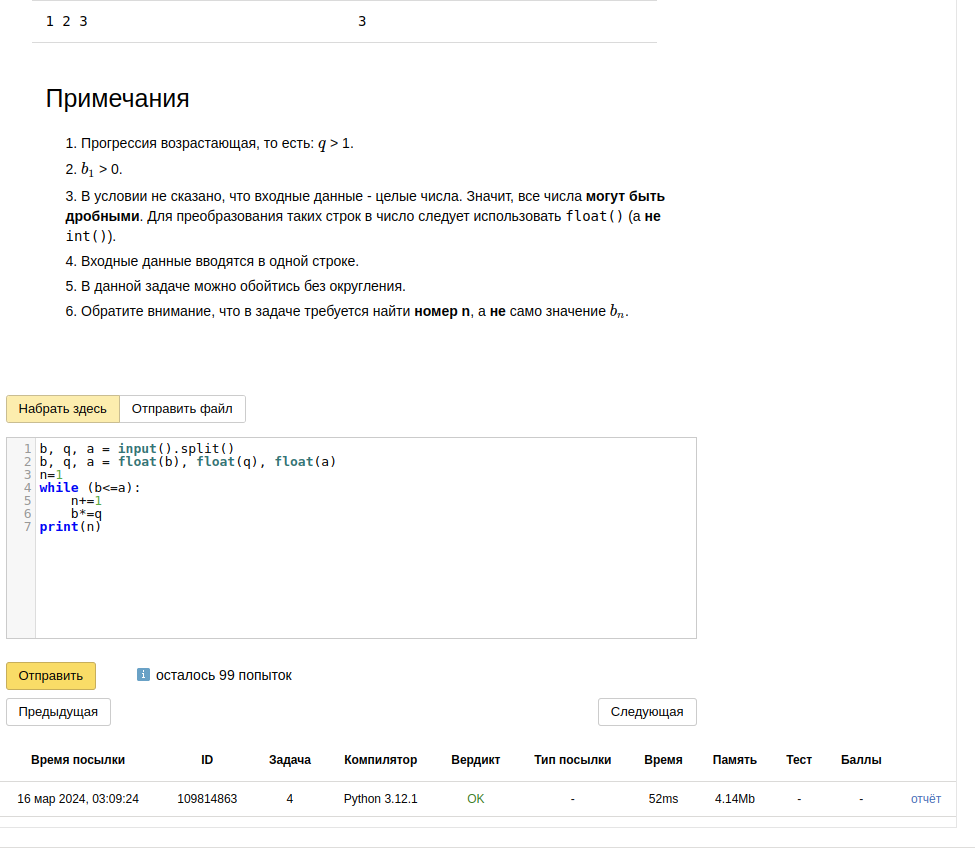 1 2 3 3
Примечания
1. Прогрессия возрастающая, то есть: q > 1.
2. b₁ > 0.
3. В условии не сказано, что входные данные - целые числа. Значит, все числа могут быть
дробными. Для преобразования таких строк в число следует использовать float() (а не
int()).
4. Входные данные вводятся в одной строке.
5. В данной задаче можно обойтись без округления.
6. Обратите внимание, что в задаче требуется найти номер n, а не само значение bₙ.
Набрать здесь Отправить файл
1 b, q, a = input().split()
2 b, q, a = float(b), float(q), float(a)
3 n=1
4 while (b<=a):
5     n+=1
6     b*=q
7 print(n)
Отправить i осталось 99 попыток
Предыдущая Следующая
Время посылки ID Задача Компилятор Вердикт Тип посылки Время Память Тест Баллы
16 мар 2024, 03:09:24 109814863 4 Python 3.12.1 OK - 52ms 4.14Mb - - отчёт